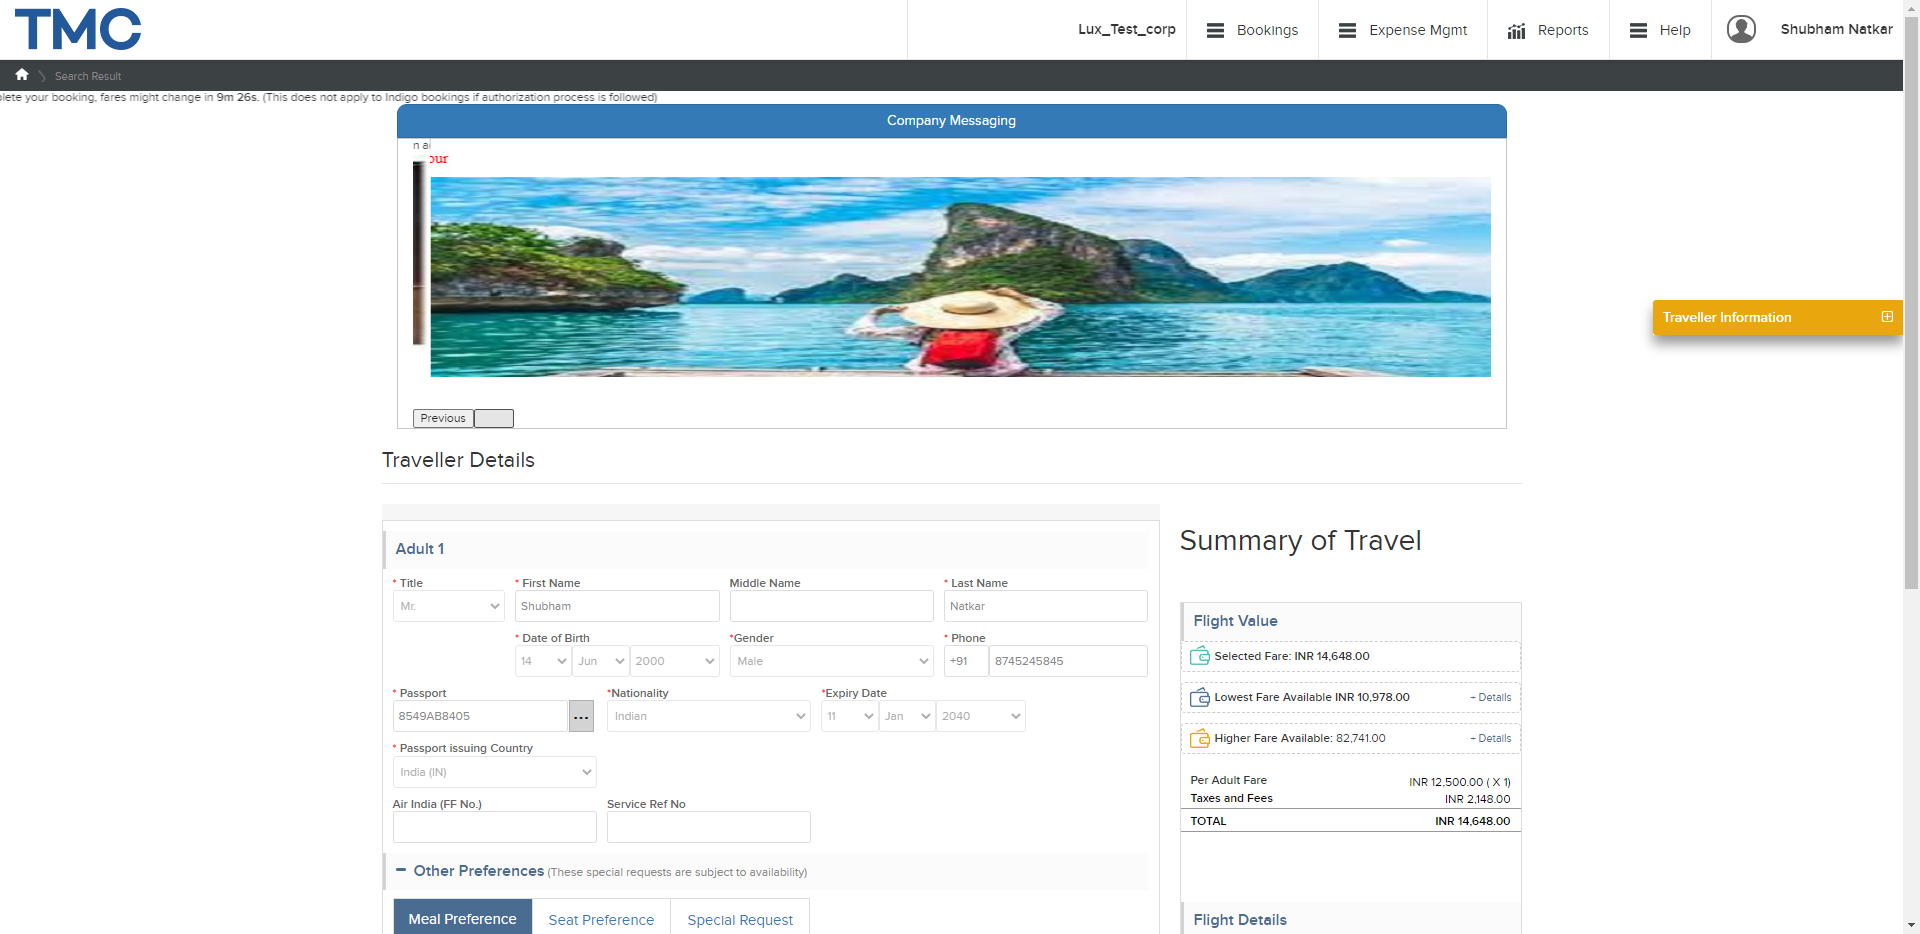 TMC
Lux_Test_corp
Bookings
Expense Mgmt
Reports
Help
Shubham Natkar
Search Result
your booking, fares might change in 9m 26s. (This does not apply to Indigo bookings if authorization process is followed)
Company Messaging
Previous
Traveller Information
Traveller Details
Adult 1
* Title
* First Name
Middle Name
* Last Name
Mr.
Shubham
Natkar
* Date of Birth
*Gender
* Phone
14
Jun
2000
Male
+91
8745245845
* Passport
*Nationality
*Expiry Date
8549AB8405
...
Indian
11
Jan
2040
* Passport issuing Country
India (IN)
Air India (FF No.)
Service Ref No
Other Preferences (These special requests are subject to availability)
Meal Preference
Seat Preference
Special Request
Summary of Travel
Flight Value
Selected Fare: INR 14,648.00
Lowest Fare Available INR 10,978.00
+ Details
Higher Fare Available: 82,741.00
+ Details
Per Adult Fare
INR 12,500.00 ( X 1)
Taxes and Fees
INR 2,148.00
TOTAL
INR 14,648.00
Flight Details